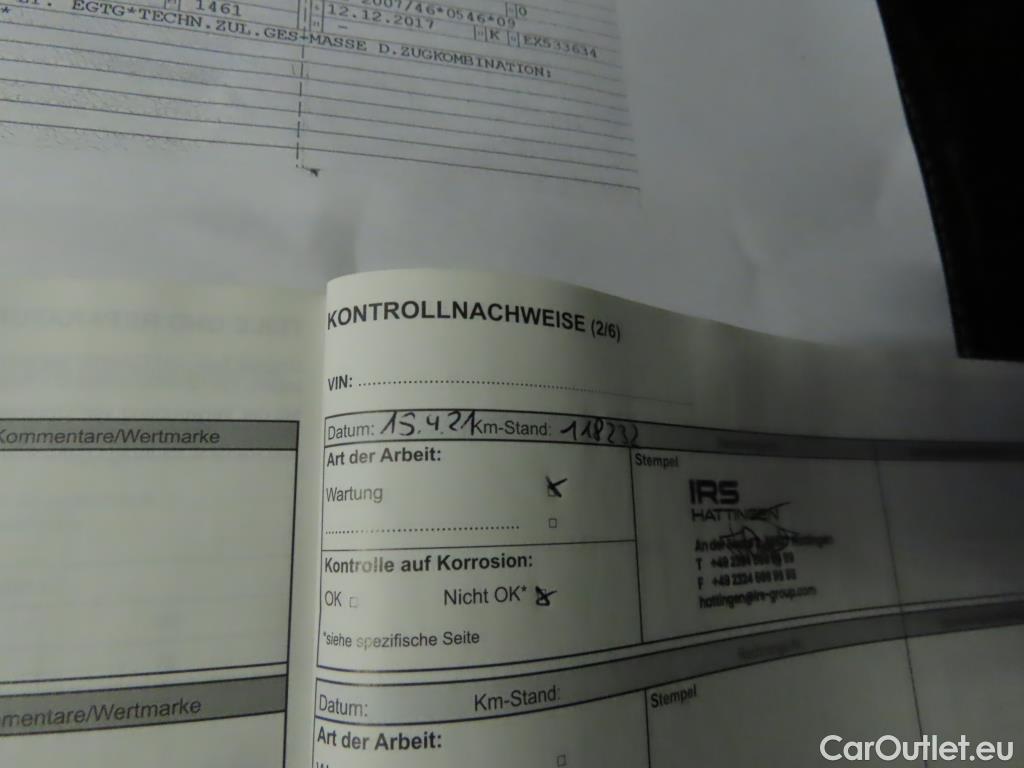 1461
2007/46*0546*09
0
12.12.2017
K
EX533634
EGTG*TECHN.ZUL.GES-MASSE D.ZUGKOMBINATION:
KONTROLLNACHWEISE (2/6)
VIN:
Kommentare/Wertmarke
Datum: 15.4.21 Km-Stand: 118232
Art der Arbeit:
Stempel
Wartung
IRS
HATTINGEN
Kontrolle auf Korrosion:
OK
Nicht OK*
hattingen@irs-group.com
*siehe spezifische Seite
mmentare/Wertmarke
Datum:
Km-Stand:
Stempel
Art der Arbeit:
CarOutlet.eu